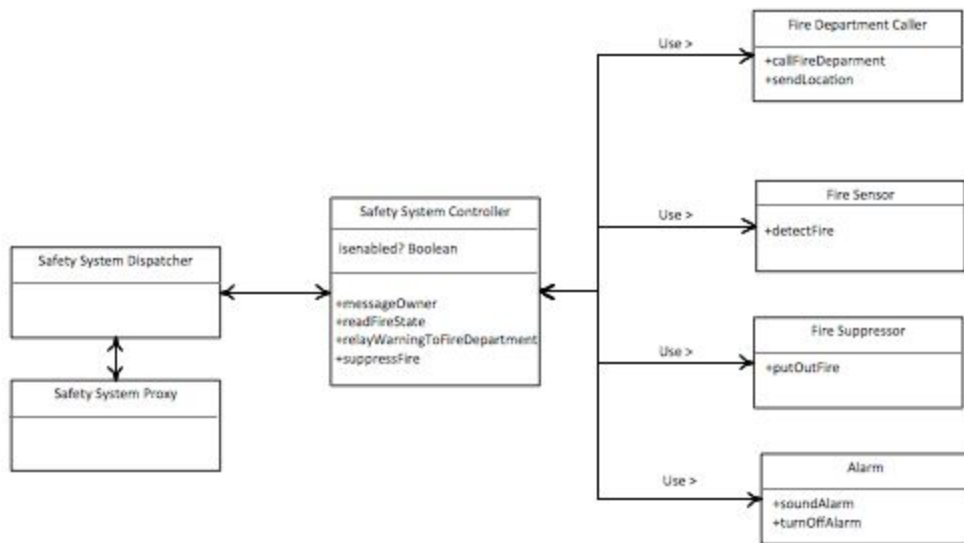 Fire Department Caller
Use >
+callFireDeparment
+sendLocation
Fire Sensor
Use >
+detectFire
Safety System Controller
isenabled? Boolean
Safety System Dispatcher
+messageOwner
+readFireState
+relayWarningToFireDepartment
+suppressFire
Fire Suppressor
Use >
+putOutFire
Safety System Proxy
Alarm
Use >
+soundAlarm
+turnOffAlarm